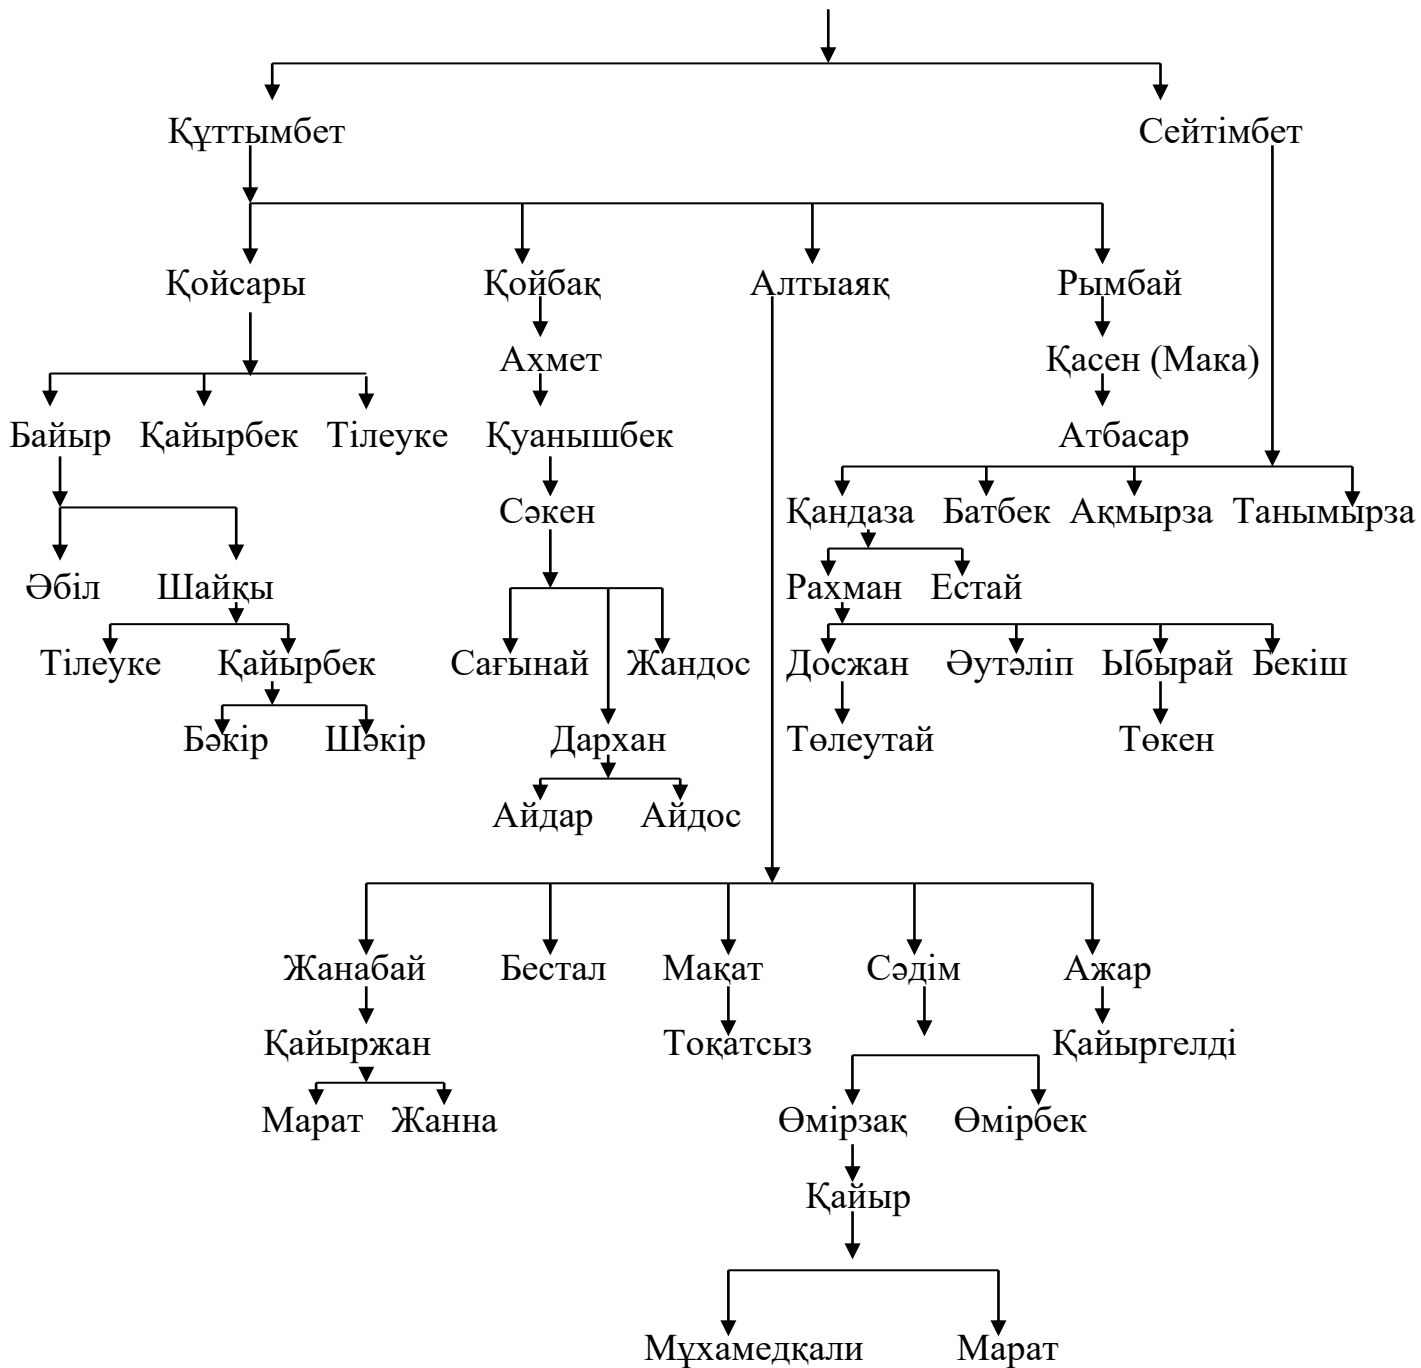 Құттымбет Сейтімбет
Қойсары Қойбақ Алтыаяқ Рымбай
Ахмет Қасен (Мака)
Байыр Қайырбек Тілеуке Қуанышбек Атбасар
Сәкен Қандаза Батбек Ақмырза Танымырза
Әбіл Шайқы Рахман Естай
Тілеуке Қайырбек Сағынай Жандос Досжан Әутәліп Ыбырай Бекіш
Бәкір Шәкір Дархан Төлеутай Төкен
Айдар Айдос
Жанабай Бестал Мақат Сәдім Ажар
Қайыржан Тоқатсыз Қайыргелді
Марат Жанна Өмірзақ Өмірбек
Қайыр
Мұхамедқали Марат